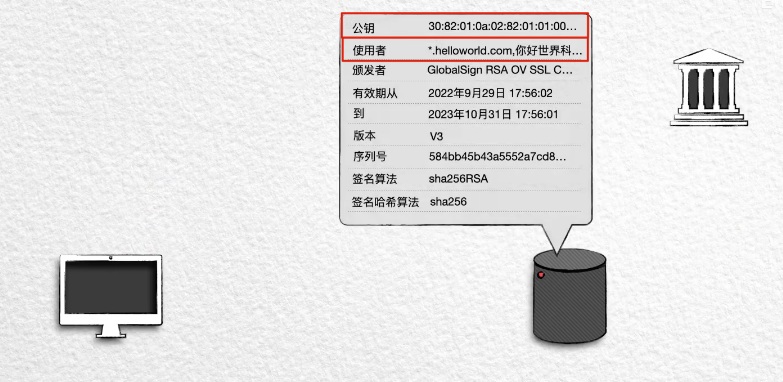 公钥 30:82:01:0a:02:82:01:01:00...
使用者 *.helloworld.com,你好世界科...
颁发者 GlobalSign RSA OV SSL C...
有效期从 2022年9月29日 17:56:02
到 2023年10月31日 17:56:01
版本 V3
序列号 584bb45b43a5552a7cd8...
签名算法 sha256RSA
签名哈希算法 sha256